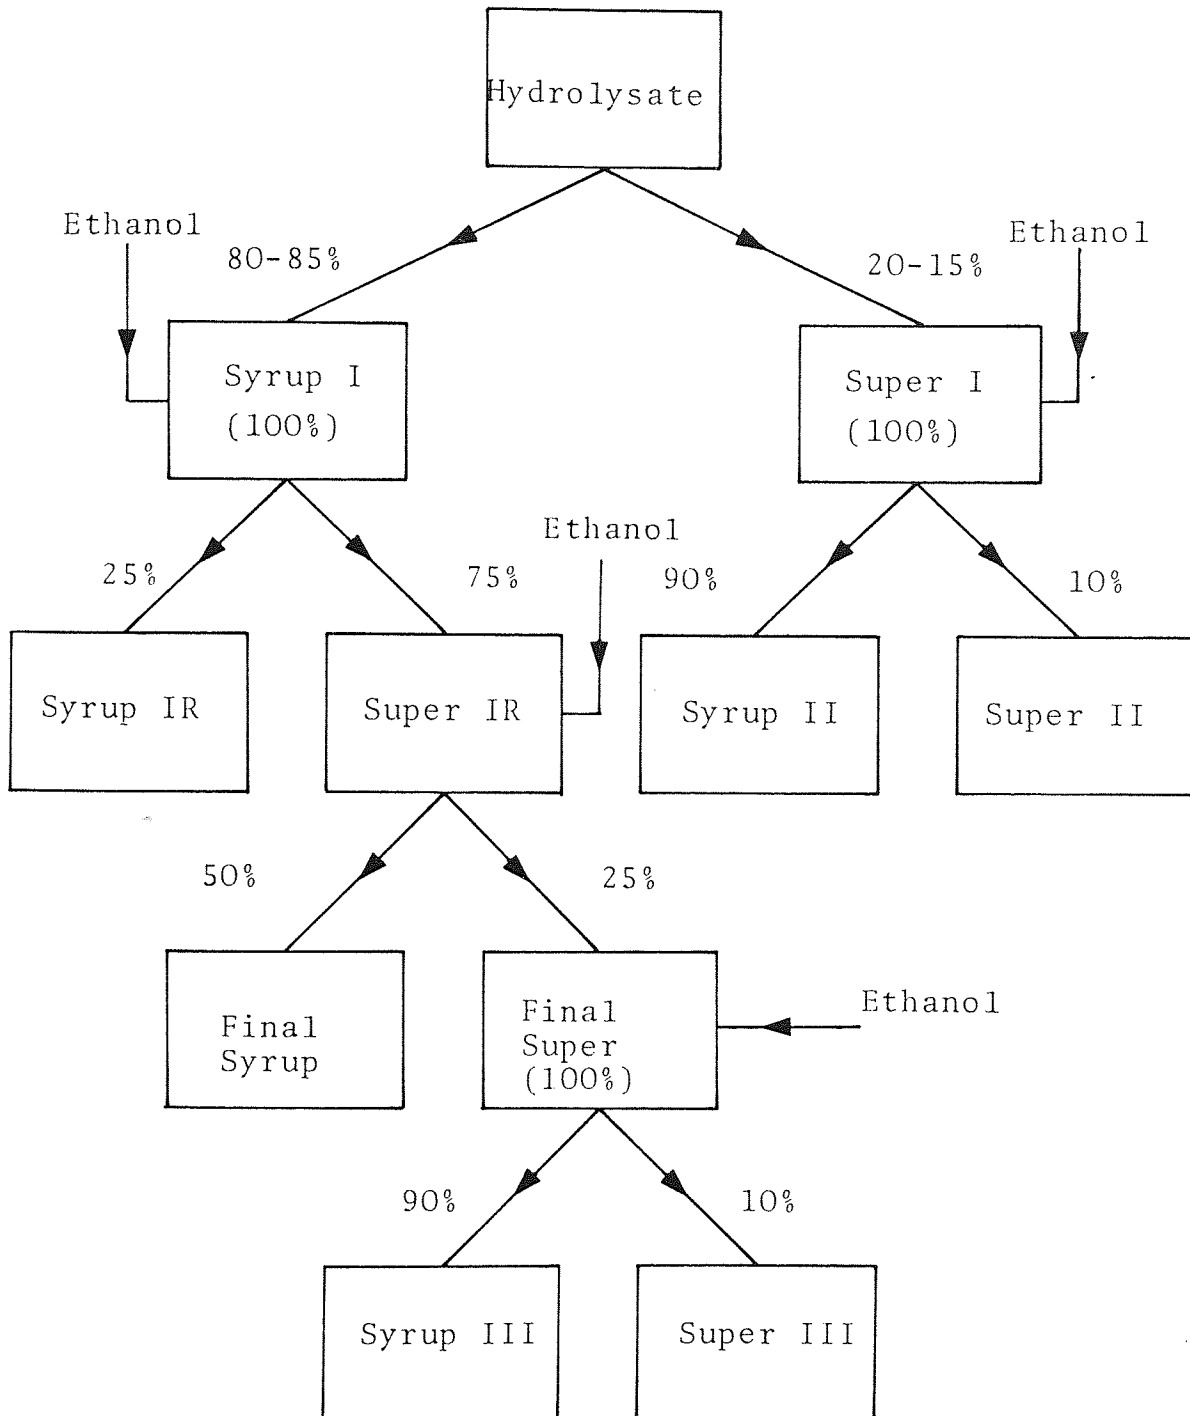 Hydrolysate
Ethanol
Ethanol
80-85%
20-15%
Syrup I
(100%)
Super I
(100%)
Ethanol
25%
75%
90%
10%
Syrup IR
Super IR
Syrup II
Super II
50%
25%
Final
Syrup
Final
Super
(100%)
Ethanol
90%
10%
Syrup III
Super III